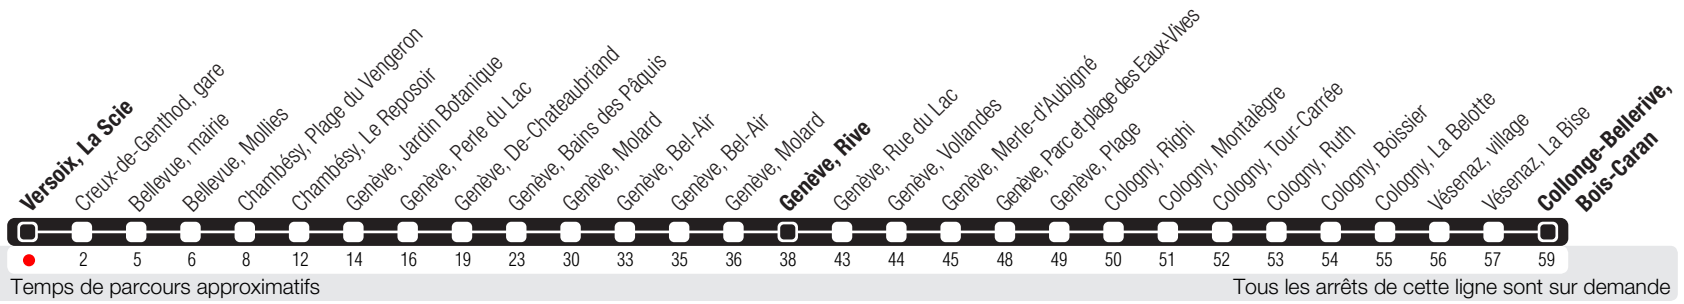 Versoix, La Scie
Creux-de-Genthod, gare
Bellevue, mairie
Bellevue, Mollies
Chambésy, Plage du Vengeron
Chambésy, Le Reposoir
Genève, Jardin Botanique
Genève, Perle du Lac
Genève, De-Chateaubriand
Genève, Bains des Pâquis
Genève, Molard
Genève, Bel-Air
Genève, Bel-Air
Genève, Molard
Genève, Rive
Genève, Rue du Lac
Genève, Vollandes
Genève, Merle-d'Aubigné
Genève, Parc et plage des Eaux-Vives
Genève, Plage
Cologny, Righi
Cologny, Montalègre
Cologny, Tour-Carrée
Cologny, Ruth
Cologny, Boissier
Cologny, La Belotte
Vésenaz, village
Vésenaz, La Bise
Collonge-Bellerive,
Bois-Caran
2 5 6 8 12 14 16 19 23 30 33 35 36 38 43 44 45 48 49 50 51 52 53 54 55 56 57 59
Temps de parcours approximatifs
Tous les arrêts de cette ligne sont sur demande